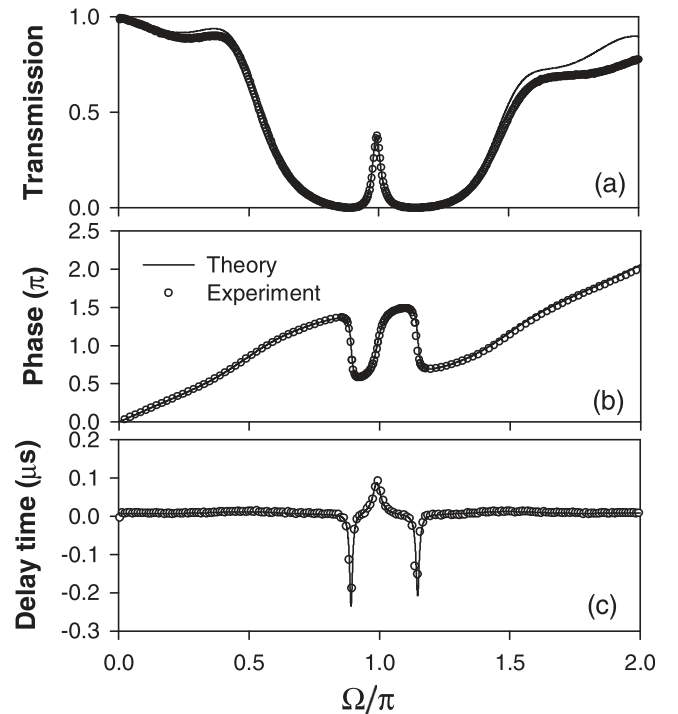 Transmission
1.0
0.5
0.0
(a)
Phase (π)
2.5
2.0
1.5
1.0
0.5
0.0
Theory
Experiment
(b)
Delay time (μs)
0.2
0.1
0.0
-0.1
-0.2
-0.3
(c)
0.0 0.5 1.0 1.5 2.0
Ω/π